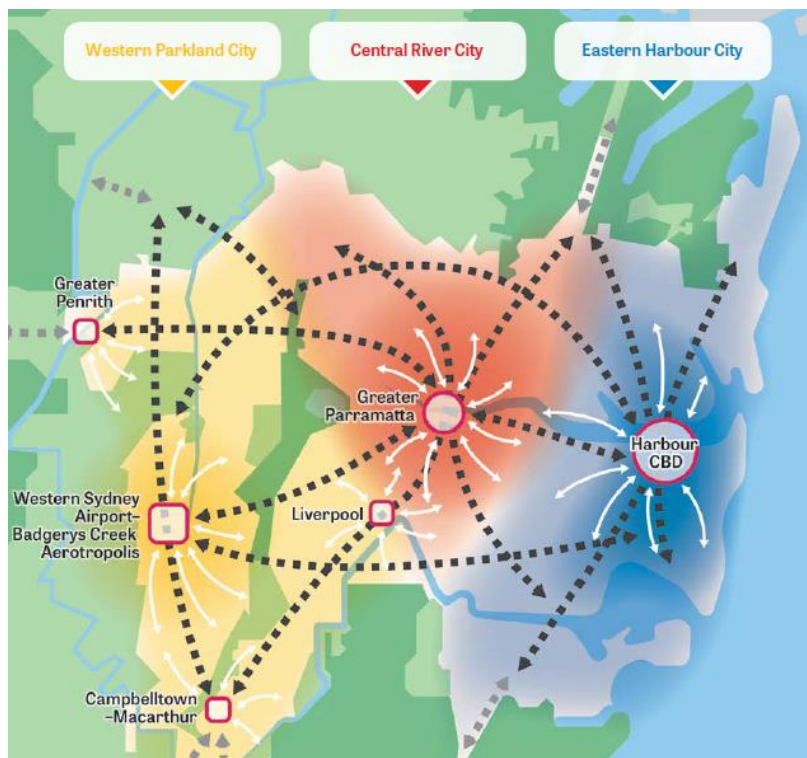 Western Parkland City
Central River City
Eastern Harbour City
Greater
Penrith
Greater
Parramatta
Harbour
CBD
Western Sydney
Airport–
Badgerys Creek
Aerotropolis
Liverpool
Campbelltown
–Macarthur